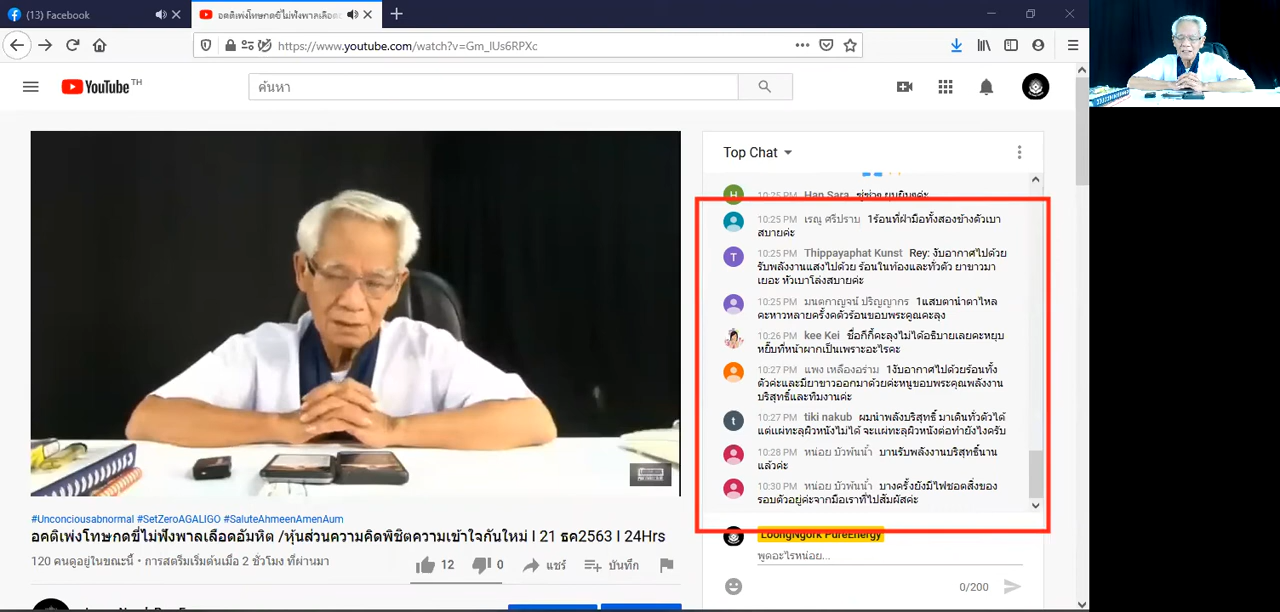 (13) Facebook
อคติเพ่งโทษกดขี่ไม่ฟังพาลเลือดอ
https://www.youtube.com/watch?v=Gm_IUs6RPXc
YouTube TH
ค้นหา
Top Chat
10:25 PM Han Sara
10:25 PM เรณู ศรีปราบ 1ร้อนที่ฝ่ามือทั้งสองข้างตัวเบา
สบายค่ะ
10:25 PM Thippayaphat Kunst Rey: งับอากาศไปด้วย
รับพลังงานแสงไปด้วย ร้อนในท้องและทั่วตัว ยาขาวมา
เยอะ หัวเบาโล่งสบายค่ะ
10:25 PM มนตกาญจน์ ปริญญากร 1แสบตาน้ำตาไหล
คะหาวหลายครั้งคตัวร้อนขอบพระคูณคะลุง
10:26 PM kee Kei ชื่อกี้กี้คะลุงไม่ได้อธิบายเลยคะหยุบ
หยิ๊บที่หน้าผากเป็นเพราะอะไรคะ
10:27 PM แพง เหลืองอร่าม 1งับอากาศไปด้วยร้อนทั้ง
ตัวค่ะและมียาขาวออกมาด้วยค่ะหนูขอบพระคุณพลังงาน
บริสุทธิ์และทีมงานค่ะ
10:27 PM tiki nakub ผมนำพลังบริสุทธิ์ มาเดินทั่วตัวได้
แต่แผ่ทะลุผิวหนังไม่ได้ จะแผ่ทะลุผิวหนังต่อทำยังไงครับ
10:28 PM หน่อย บัวพันน้ำ บานรับพลังงานบริสุทธิ์นาน
แล้วค่ะ
10:30 PM หน่อย บัวพันน้ำ บางครั้งยังมีไฟชอตสิ่งของ
รอบตัวอยู่ค่ะจากมือเราที่ไปสัมผัสค่ะ
LoongNgork PureEnergy
พูดอะไรหน่อย...
0/200
#Unconciousabnormal #SetZeroAGALIGO #SaluteAhmeenAmenAum
อคติเพ่งโทษกดขี่ไม่ฟังพาลเลือดอัมหิต /หุ้นส่วนความคิดพิชิตความเข้าใจกันใหม่ I 21 ธค2563 I 24Hrs
120 คนดูอยู่ในขณะนี้ • การสตรีมเริ่มต้นเมื่อ 2 ชั่วโมง ที่ผ่านมา
12 0 แชร์ บันทึก